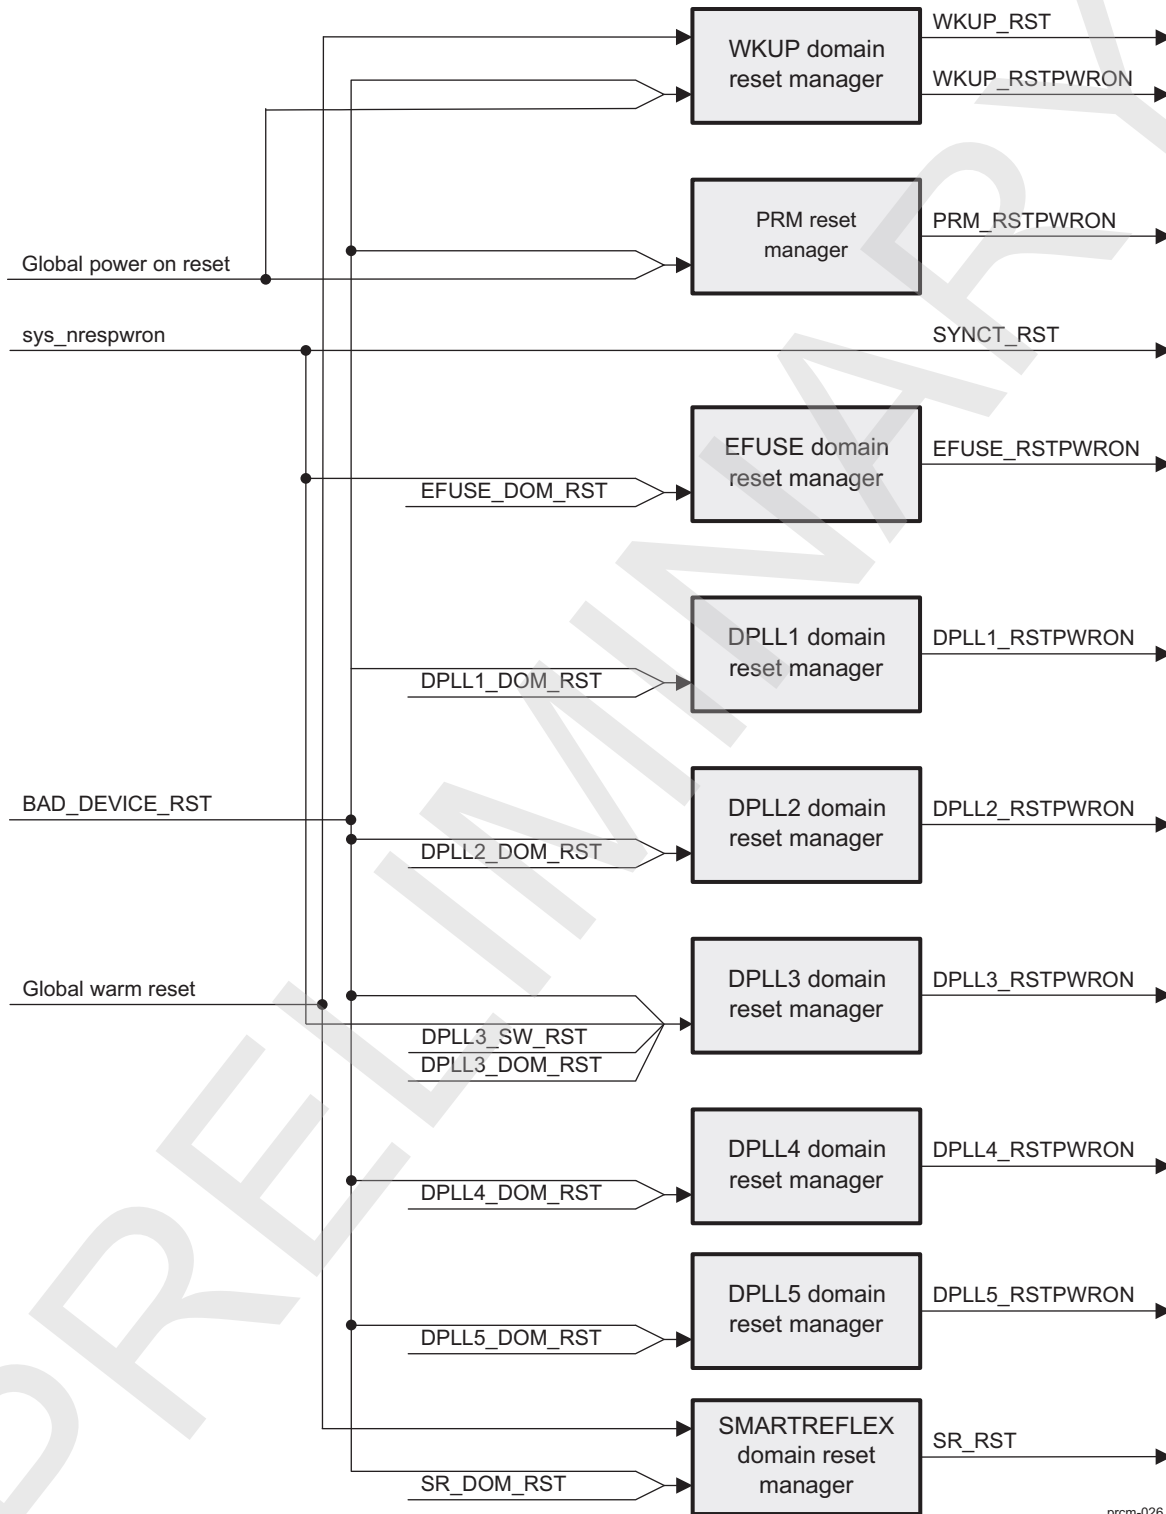 WKUP domain
reset manager
WKUP_RST
WKUP_RSTPWRON
PRM reset
manager
PRM_RSTPWRON
Global power on reset
sys_nrespwron
SYNCT_RST
EFUSE domain
reset manager
EFUSE_RSTPWRON
EFUSE_DOM_RST
DPLL1 domain
reset manager
DPLL1_RSTPWRON
DPLL1_DOM_RST
BAD_DEVICE_RST
DPLL2 domain
reset manager
DPLL2_RSTPWRON
DPLL2_DOM_RST
Global warm reset
DPLL3 domain
reset manager
DPLL3_RSTPWRON
DPLL3_SW_RST
DPLL3_DOM_RST
DPLL4 domain
reset manager
DPLL4_RSTPWRON
DPLL4_DOM_RST
DPLL5 domain
reset manager
DPLL5_RSTPWRON
DPLL5_DOM_RST
SMARTREFLEX
domain reset
manager
SR_RST
SR_DOM_RST
prcm-026
PRELIMINARY